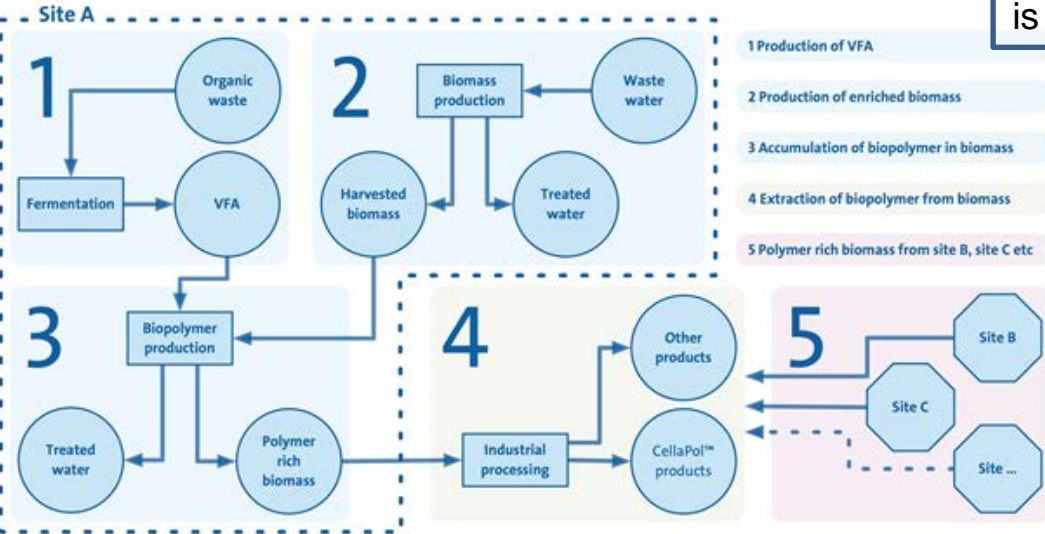 Site A
is
1
Organic
waste
Fermentation
VFA
2
Biomass
production
Waste
water
Harvested
biomass
Treated
water
1 Production of VFA
2 Production of enriched biomass
3 Accumulation of biopolymer in biomass
4 Extraction of biopolymer from biomass
5 Polymer rich biomass from site B, site C etc
3
Biopolymer
production
Treated
water
Polymer
rich
biomass
4
Other
products
Industrial
processing
CellaPol™
products
5
Site B
Site C
Site ...